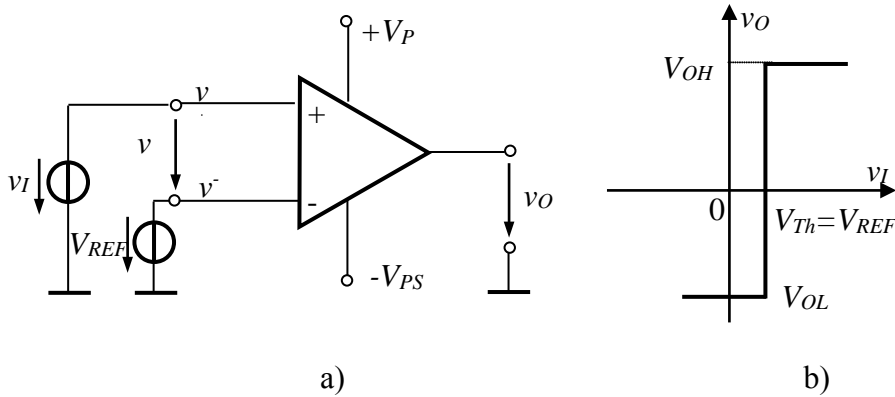 +V_P
v
+
v
v_I
v^-
-
V_REF
v_O
-V_PS
a)
v_O
V_OH
v_I
0
V_Th=V_REF
V_OL
b)